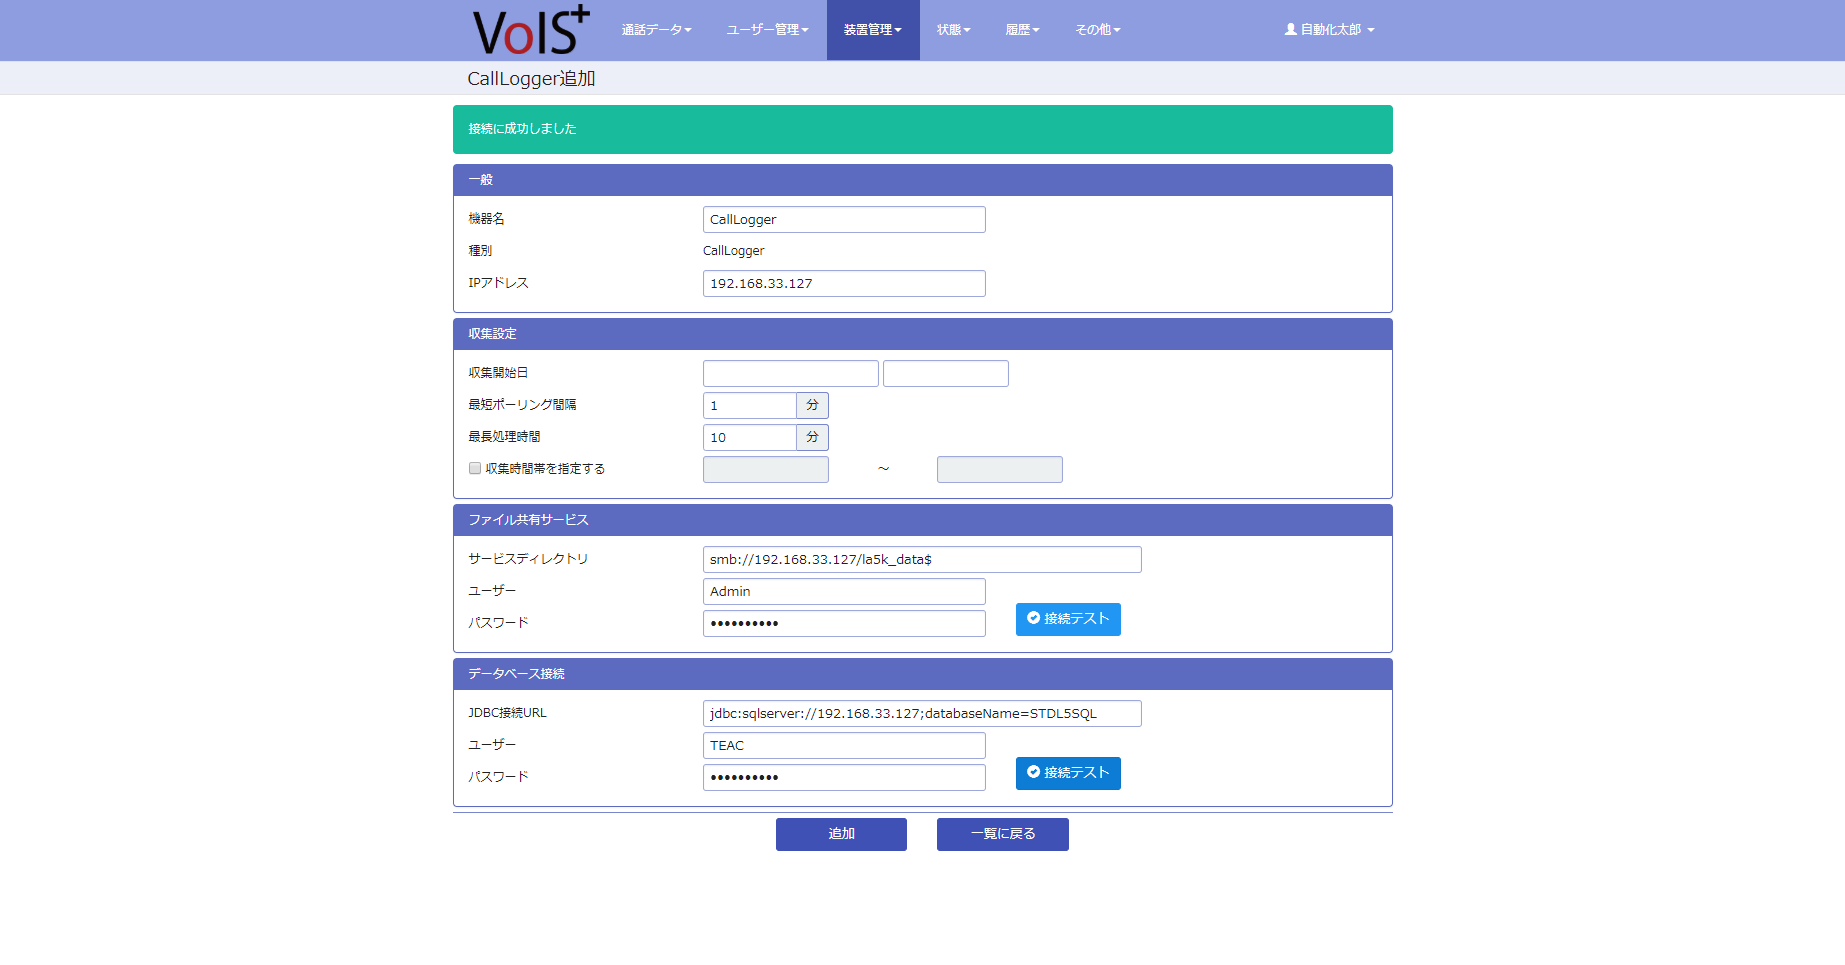 VoIS+ 通話データ ユーザー管理 装置管理 状態 履歴 その他 自動化太郎
CallLogger追加
接続に成功しました
一般
機器名 CallLogger
種別 CallLogger
IPアドレス 192.168.33.127
収集設定
収集開始日
最短ポーリング間隔 1 分
最長処理時間 10 分
収集時間帯を指定する ～
ファイル共有サービス
サービスディレクトリ smb://192.168.33.127/la5k_data$
ユーザー Admin
パスワード •••••••••• 接続テスト
データベース接続
JDBC接続URL jdbc:sqlserver://192.168.33.127;databaseName=STDL5SQL
ユーザー TEAC
パスワード •••••••••• 接続テスト
追加 一覧に戻る